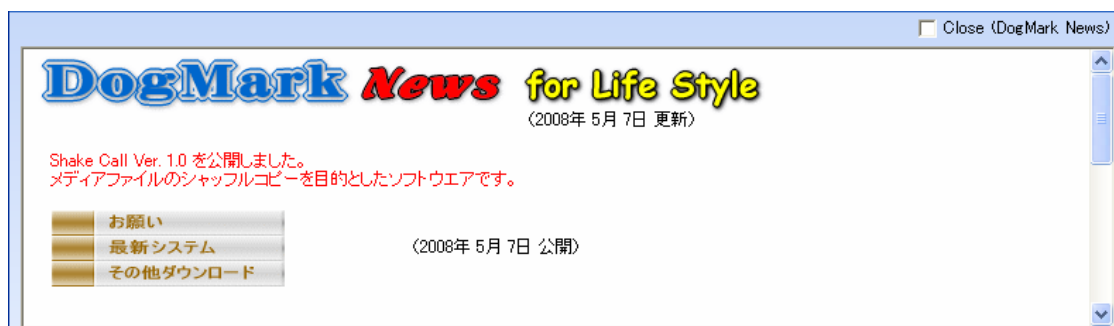 Close (DogMark News)
DogMark News for Life Style
(2008年 5月 7日 更新)
Shake Call Ver. 1.0 を公開しました。
メディアファイルのシャッフルコピーを目的としたソフトウエアです。
お願い
最新システム
(2008年 5月 7日 公開)
その他ダウンロード